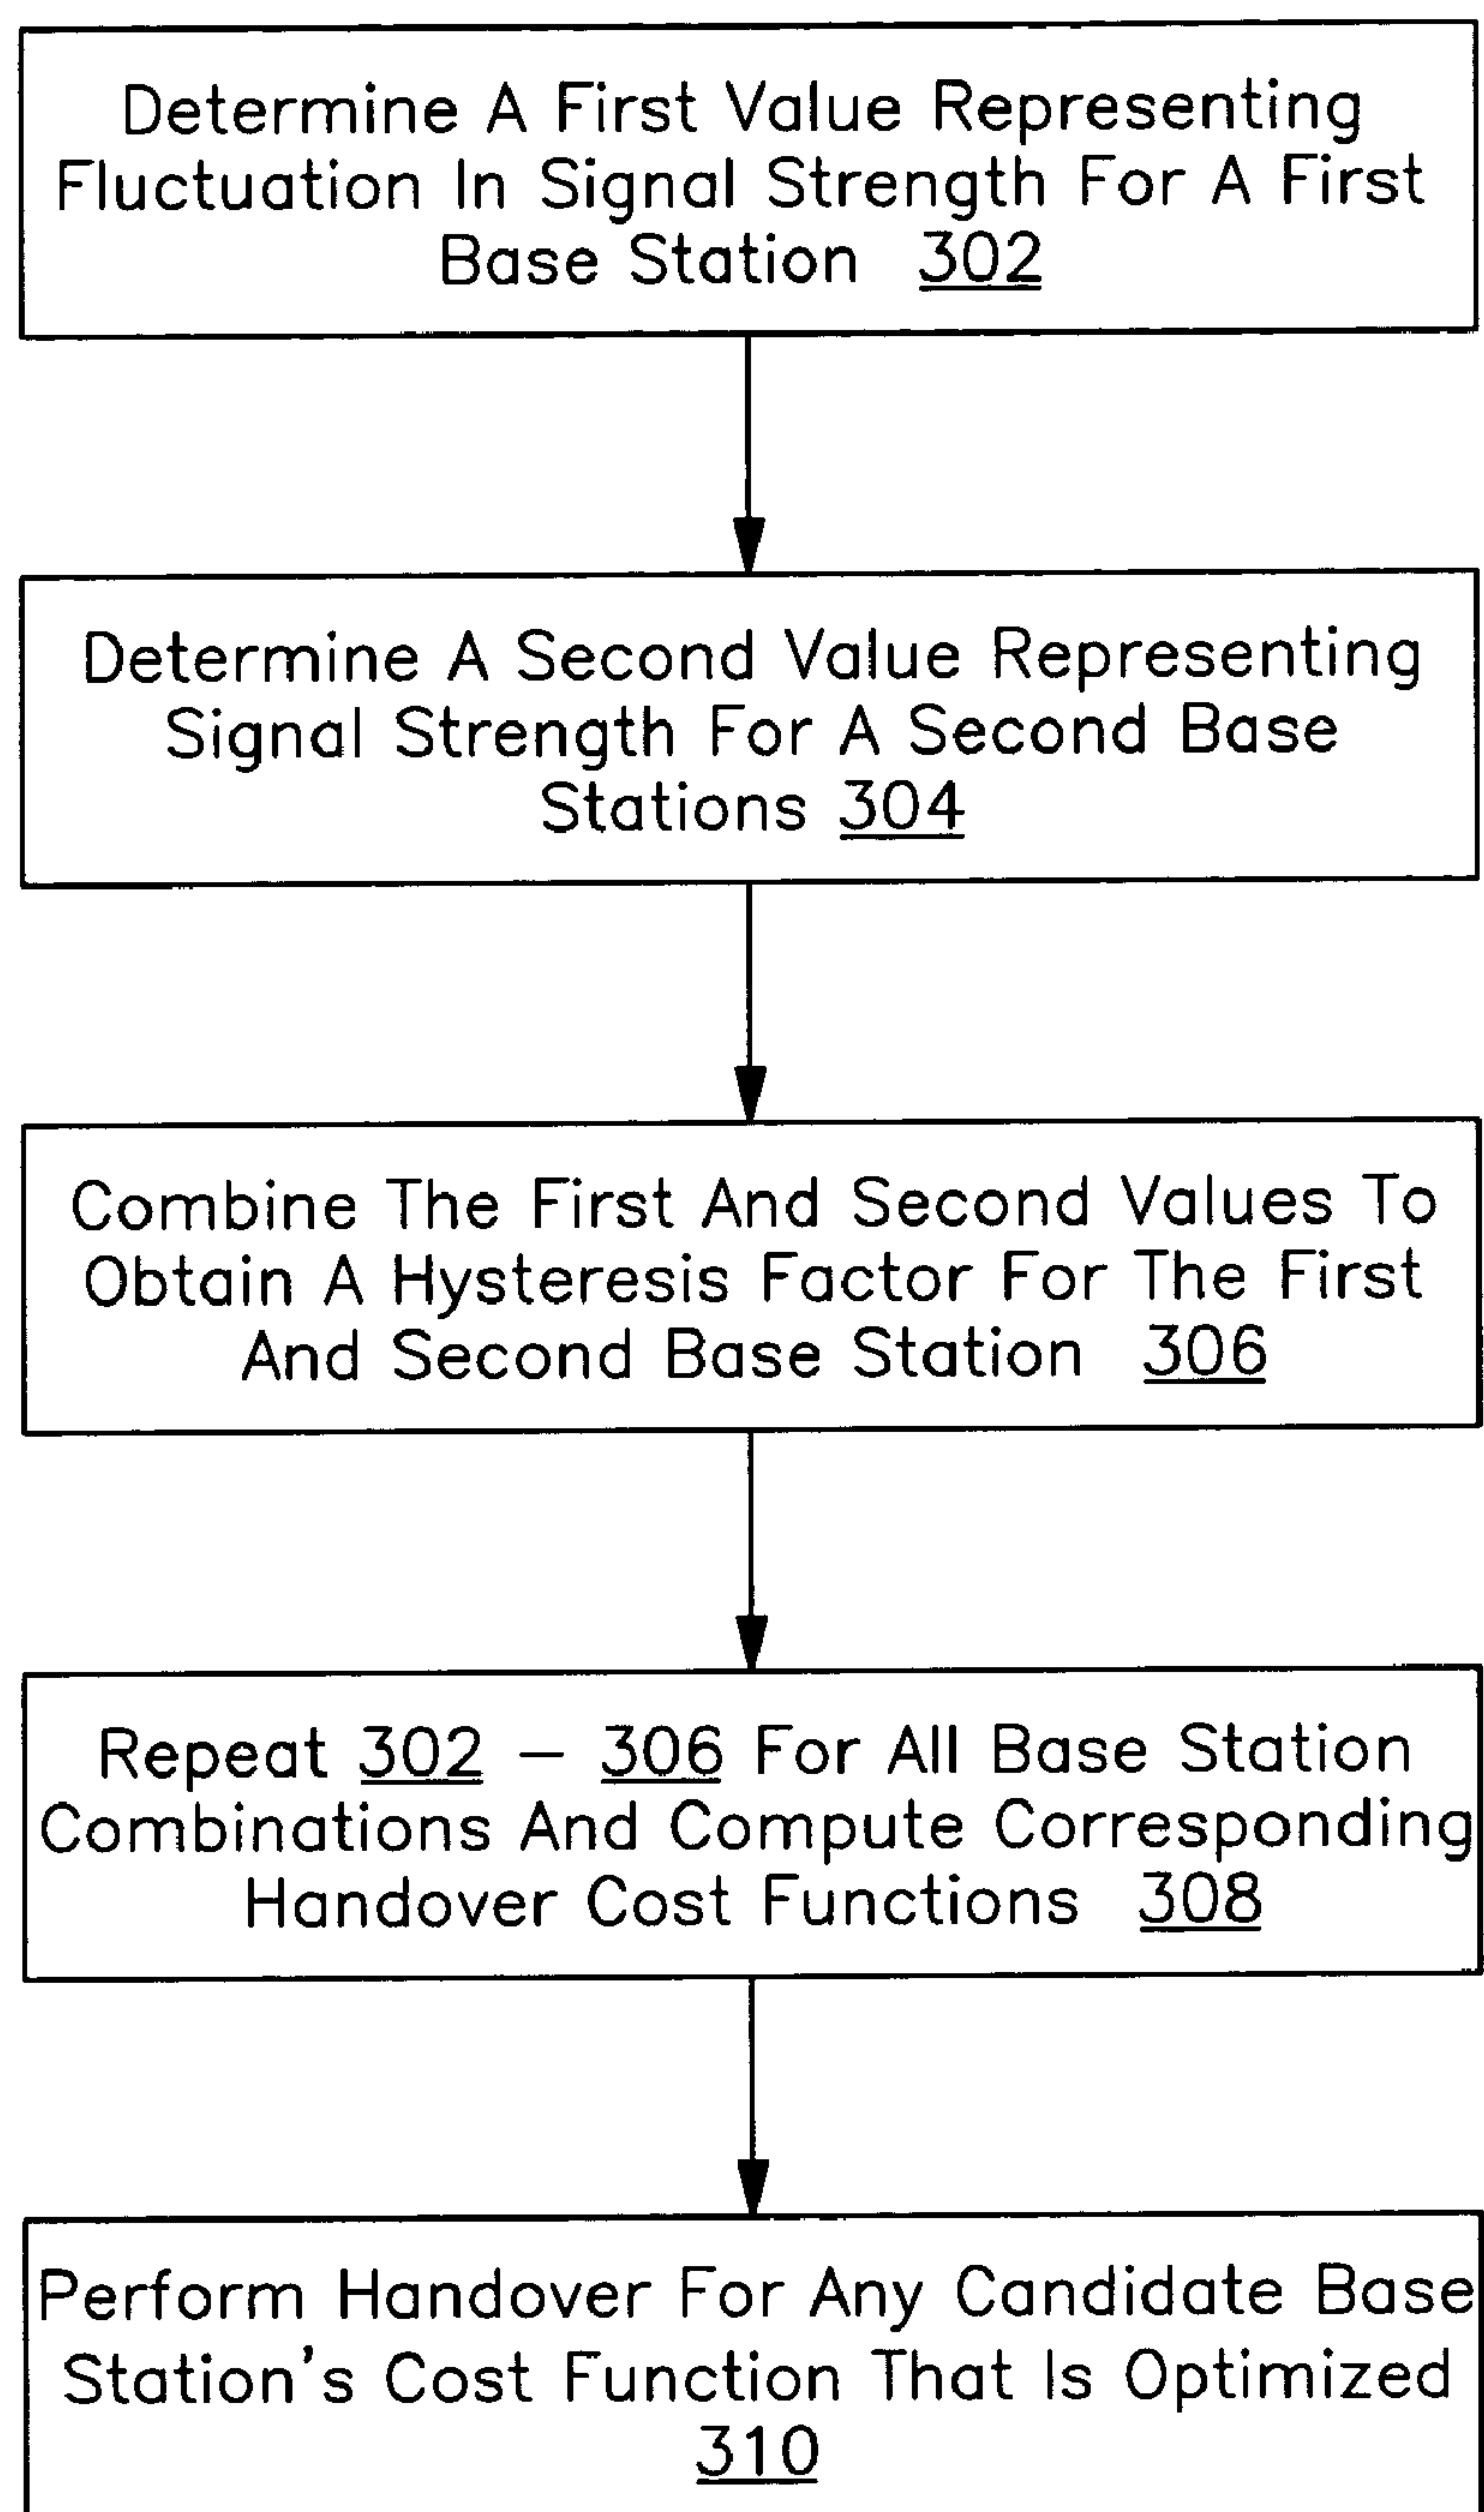 Determine A First Value Representing
Fluctuation In Signal Strength For A First
Base Station 302
Determine A Second Value Representing
Signal Strength For A Second Base
Stations 304
Combine The First And Second Values To
Obtain A Hysteresis Factor For The First
And Second Base Station 306
Repeat 302 – 306 For All Base Station
Combinations And Compute Corresponding
Handover Cost Functions 308
Perform Handover For Any Candidate Base
Station's Cost Function That Is Optimized
310